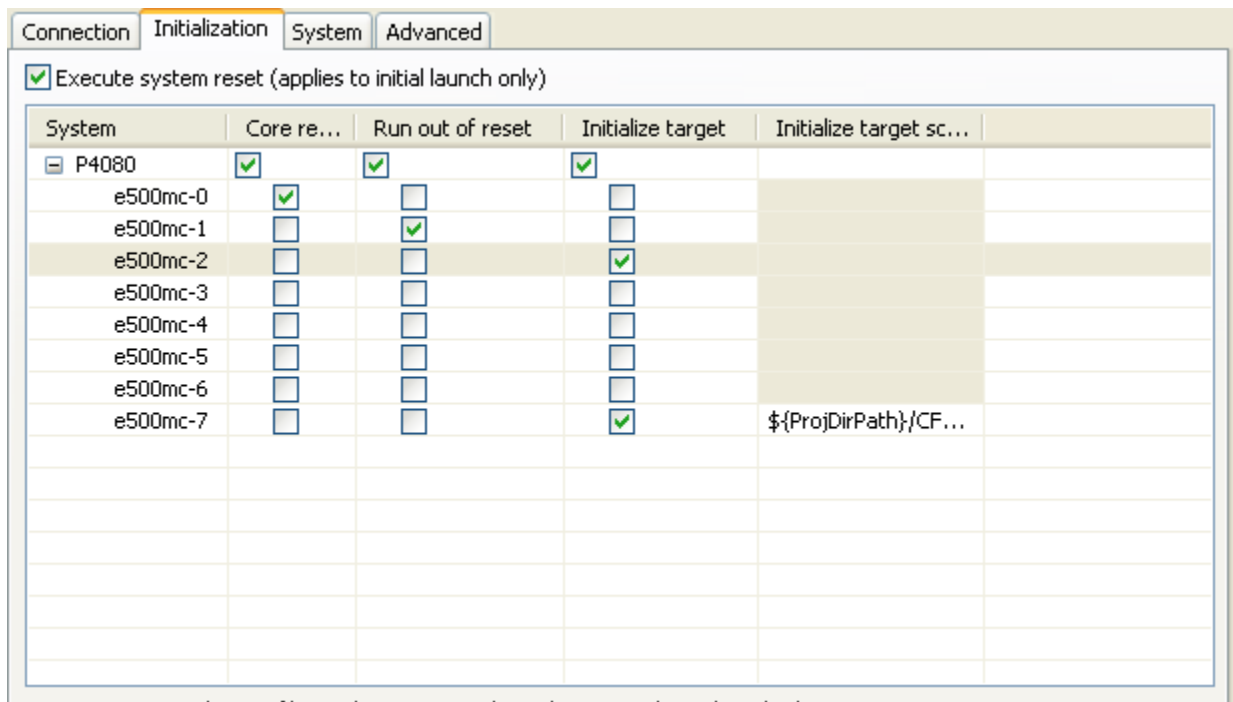 Connection Initialization System Advanced
Execute system reset (applies to initial launch only)
System Core re... Run out of reset Initialize target Initialize target sc...
P4080
e500mc-0
e500mc-1
e500mc-2
e500mc-3
e500mc-4
e500mc-5
e500mc-6
e500mc-7 ${ProjDirPath}/CF...